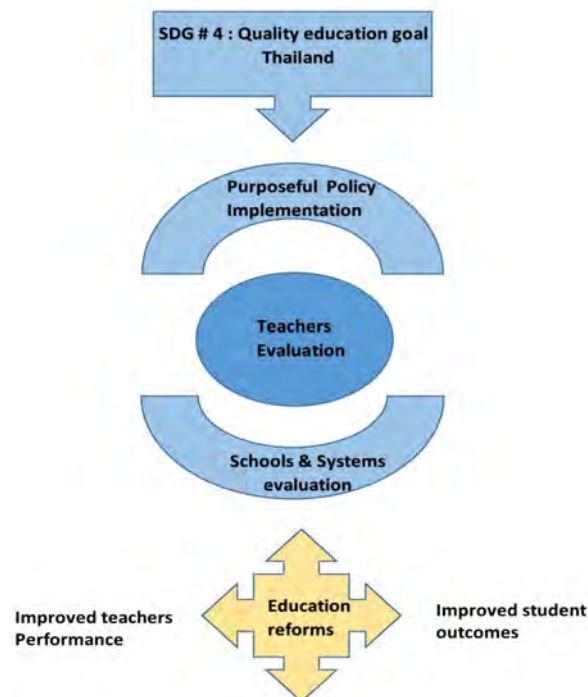 SDG # 4 : Quality education goal
Thailand
Purposeful Policy
Implementation
Teachers
Evaluation
Schools & Systems
evaluation
Improved teachers
Performance
Education
reforms
Improved student
outcomes